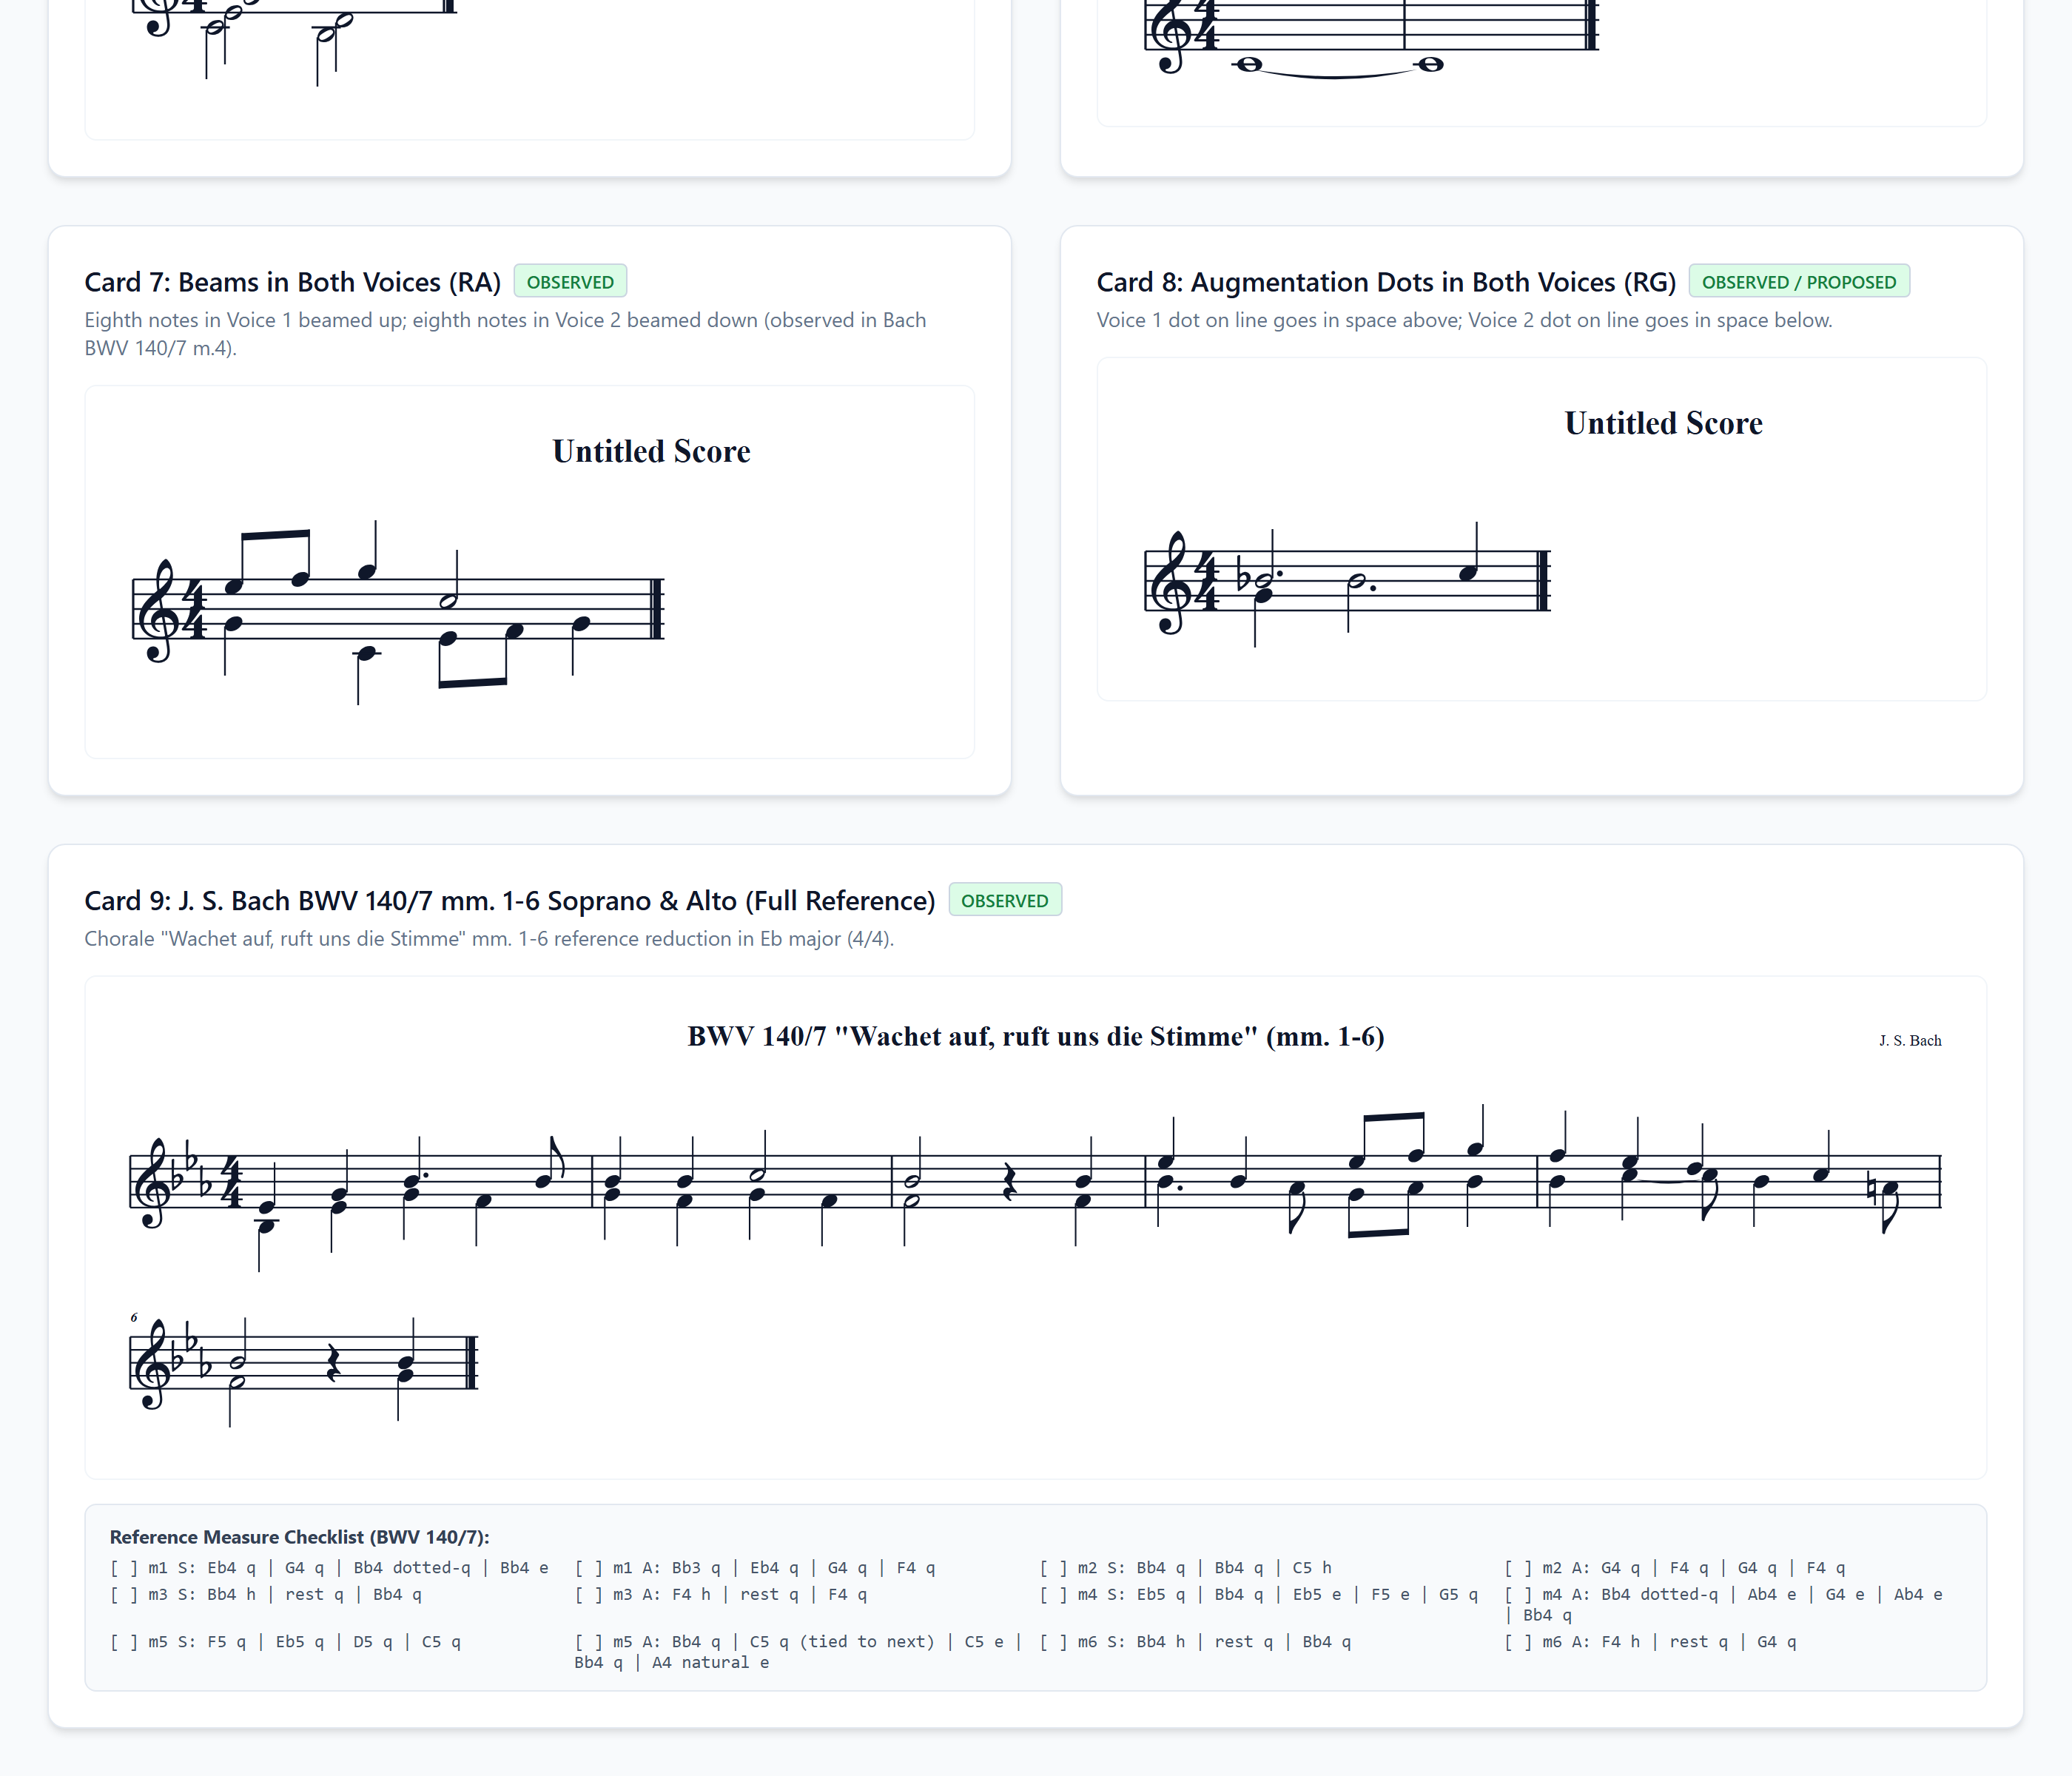 Card 7: Beams in Both Voices (RA) OBSERVED
Eighth notes in Voice 1 beamed up; eighth notes in Voice 2 beamed down (observed in Bach
BWV 140/7 m.4).
Untitled Score
Card 8: Augmentation Dots in Both Voices (RG) OBSERVED / PROPOSED
Voice 1 dot on line goes in space above; Voice 2 dot on line goes in space below.
Untitled Score
Card 9: J. S. Bach BWV 140/7 mm. 1-6 Soprano & Alto (Full Reference) OBSERVED
Chorale "Wachet auf, ruft uns die Stimme" mm. 1-6 reference reduction in Eb major (4/4).
BWV 140/7 "Wachet auf, ruft uns die Stimme" (mm. 1-6)
J. S. Bach
6
Reference Measure Checklist (BWV 140/7):
[ ] m1 S: Eb4 q | G4 q | Bb4 dotted-q | Bb4 e
[ ] m1 A: Bb3 q | Eb4 q | G4 q | F4 q
[ ] m2 S: Bb4 q | Bb4 q | C5 h
[ ] m2 A: G4 q | F4 q | G4 q | F4 q
[ ] m3 S: Bb4 h | rest q | Bb4 q
[ ] m3 A: F4 h | rest q | F4 q
[ ] m4 S: Eb5 q | Bb4 q | Eb5 e | F5 e | G5 q
[ ] m4 A: Bb4 dotted-q | Ab4 e | G4 e | Ab4 e
| Bb4 q
[ ] m5 S: F5 q | Eb5 q | D5 q | C5 q
[ ] m5 A: Bb4 q | C5 q (tied to next) | C5 e |
Bb4 q | A4 natural e
[ ] m6 S: Bb4 h | rest q | Bb4 q
[ ] m6 A: F4 h | rest q | G4 q